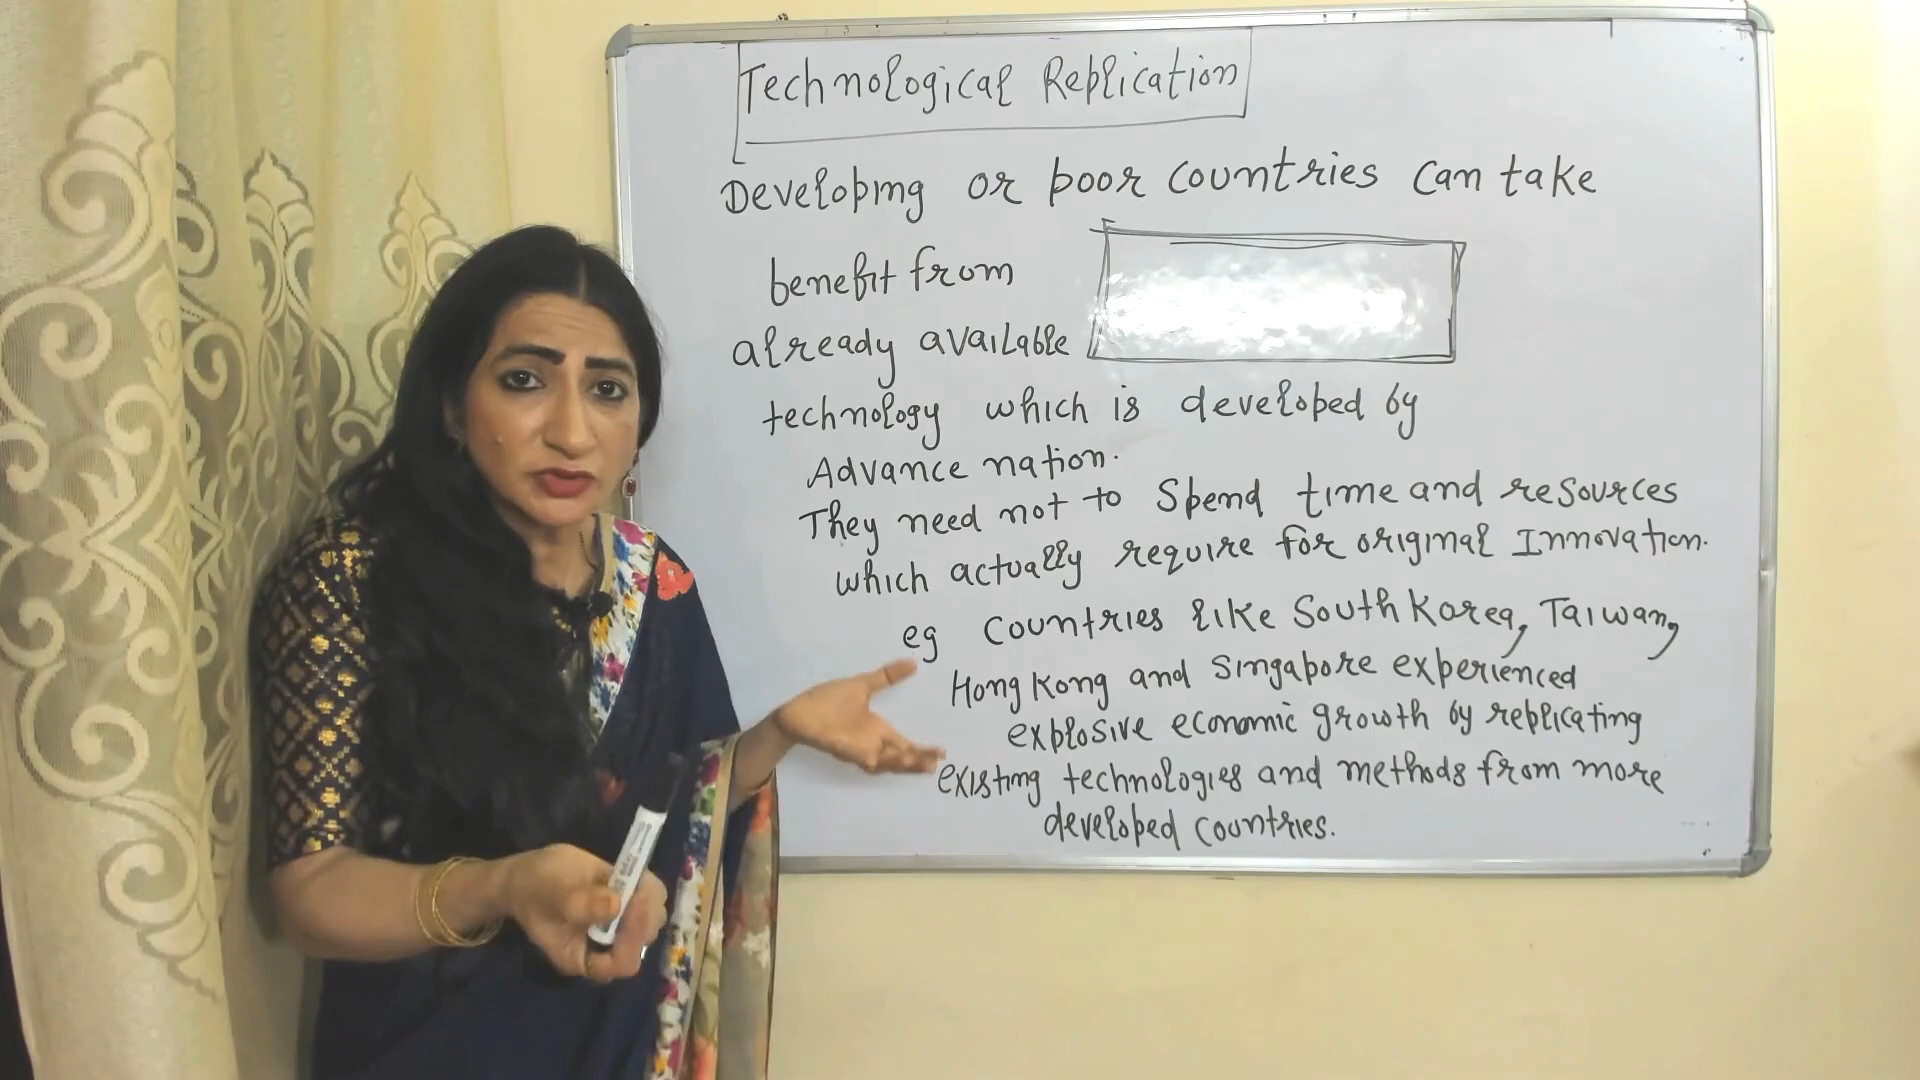 Technological Replication
Developing or poor countries can take
benefit from
already available
technology which is developed by
Advance nation.
They need not to spend time and resources
which actually require for original Innovation.
eg countries like South Korea, Taiwan,
Hong Kong and Singapore experienced
explosive economic growth by replicating
existing technologies and methods from more
developed countries.